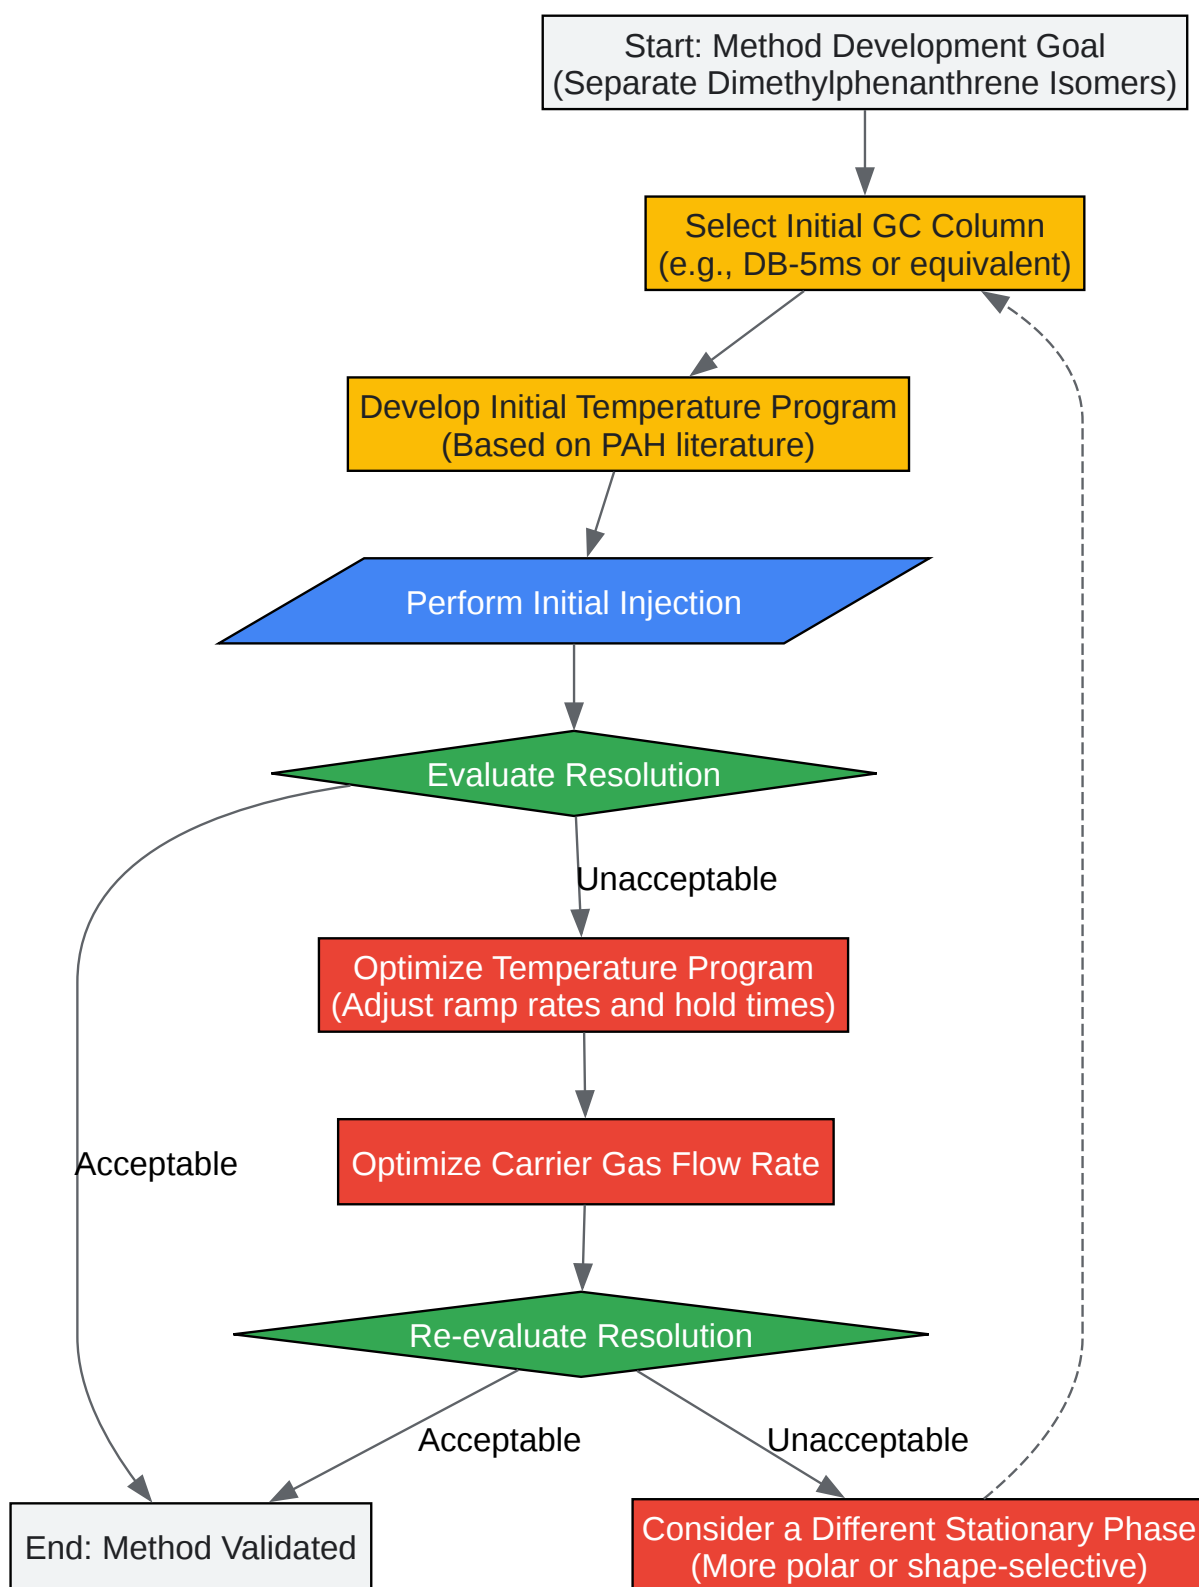 Start: Method Development Goal
(Separate Dimethylphenanthrene Isomers)
Select Initial GC Column
(e.g., DB-5ms or equivalent)
Develop Initial Temperature Program
(Based on PAH literature)
Perform Initial Injection
Evaluate Resolution
Unacceptable
Optimize Temperature Program
(Adjust ramp rates and hold times)
Acceptable
Optimize Carrier Gas Flow Rate
Re-evaluate Resolution
Acceptable
Unacceptable
End: Method Validated
Consider a Different Stationary Phase
(More polar or shape-selective)